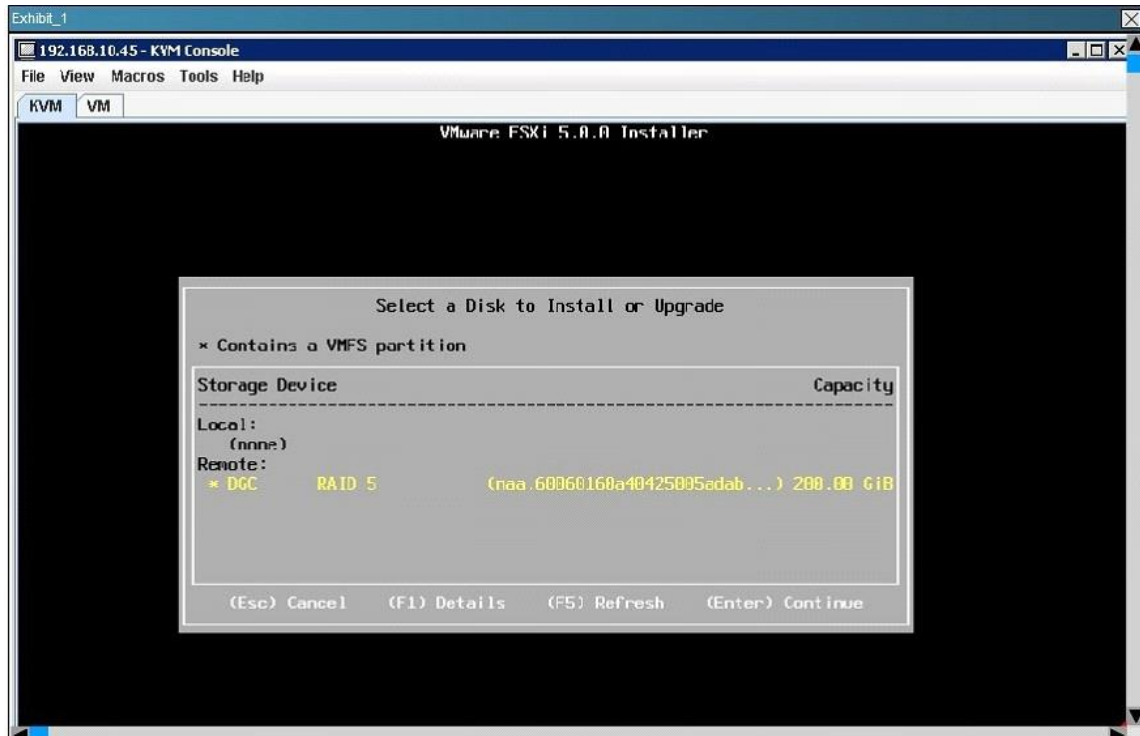 Exhibit_1
192.168.10.45 - KVM Console
File View Macros Tools Help
KVM VM
VMware ESXi 5.0.0 Installer
Select a Disk to Install or Upgrade
* Contains a VMFS partition
Storage Device Capacity
Local:
(none)
Remote:
* DGC RAID 5 (naa.60060160a40425005adab...) 200.00 GiB
(Esc) Cancel (F1) Details (F5) Refresh (Enter) Continue